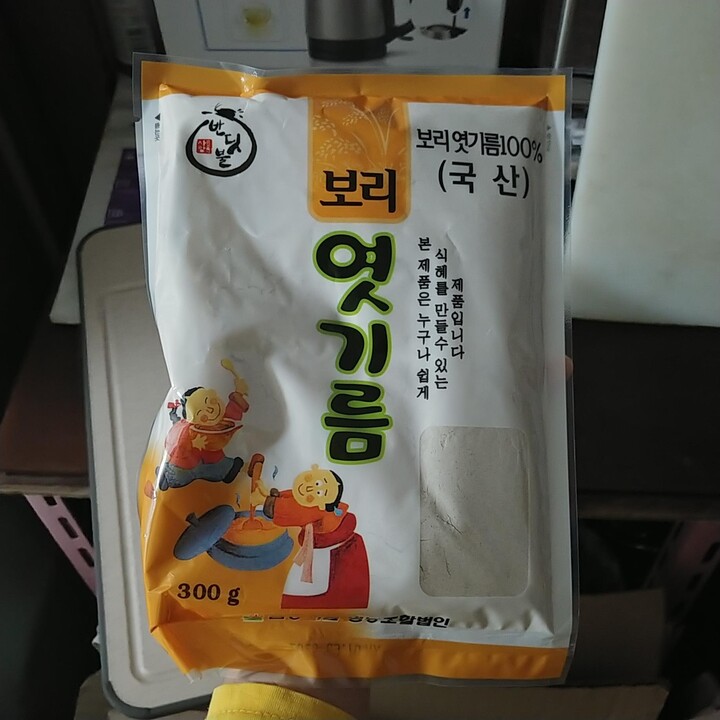 반딧불
보리
보리 엿기름100%
(국 산)
엿기름
본 제품은 누구나 쉽게
식혜를 만들수 있는
제품입니다
300 g